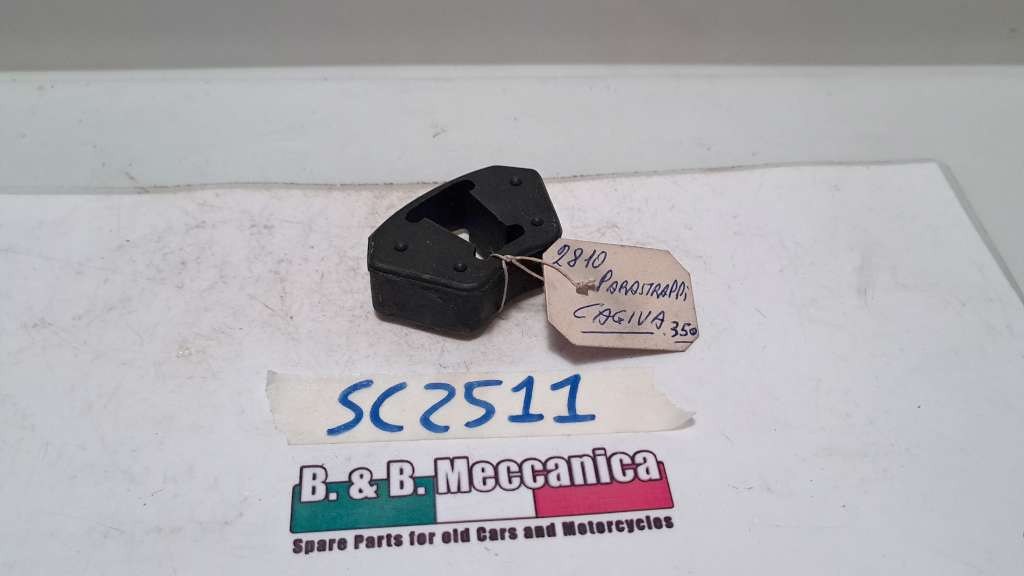 2810
PARASTRAPPi
CAGIVA .350
SC2511
B. & B. Meccanica
Spare Parts for old Cars and Motorcycles